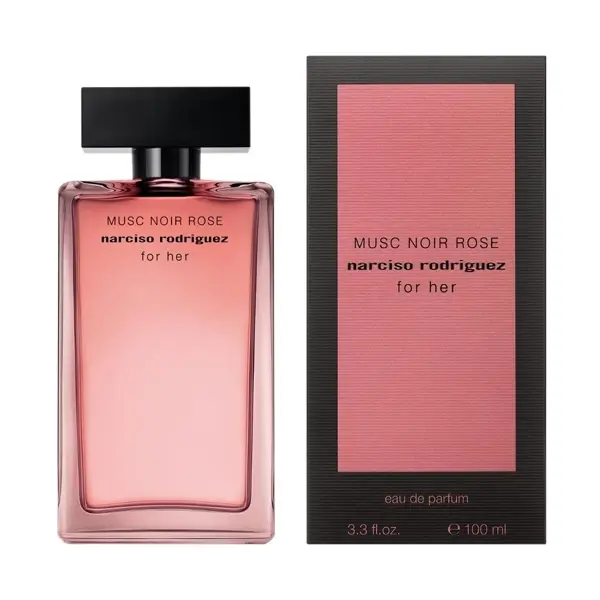 MUSC NOIR ROSE
narciso rodriguez
for her
MUSC NOIR ROSE
narciso rodriguez
for her
eau de parfum
3.3 fl.oz. ℮ 100 ml